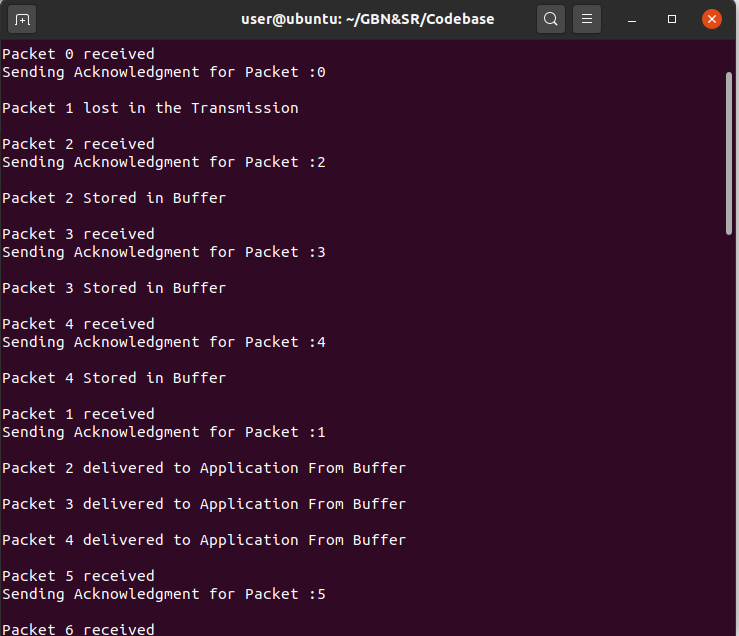 user@ubuntu: ~/GBN&SR/Codebase
Packet 0 received
Sending Acknowledgment for Packet :0
Packet 1 lost in the Transmission
Packet 2 received
Sending Acknowledgment for Packet :2
Packet 2 Stored in Buffer
Packet 3 received
Sending Acknowledgment for Packet :3
Packet 3 Stored in Buffer
Packet 4 received
Sending Acknowledgment for Packet :4
Packet 4 Stored in Buffer
Packet 1 received
Sending Acknowledgment for Packet :1
Packet 2 delivered to Application From Buffer
Packet 3 delivered to Application From Buffer
Packet 4 delivered to Application From Buffer
Packet 5 received
Sending Acknowledgment for Packet :5
Packet 6 received